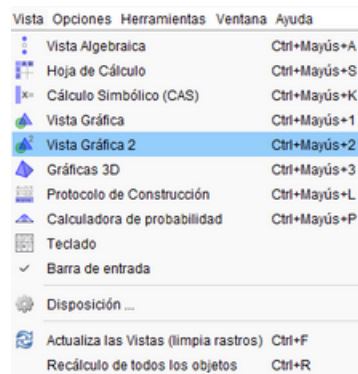 Vista Opciones Herramientas Ventana Ayuda
Vista Algebraica Ctrl+Mayús+A
Hoja de Cálculo Ctrl+Mayús+S
x= Cálculo Simbólico (CAS) Ctrl+Mayús+K
Vista Gráfica Ctrl+Mayús+1
2 Vista Gráfica 2 Ctrl+Mayús+2
Gráficas 3D Ctrl+Mayús+3
Protocolo de Construcción Ctrl+Mayús+L
Calculadora de probabilidad Ctrl+Mayús+P
Teclado
Barra de entrada
Disposición ...
Actualiza las Vistas (limpia rastros) Ctrl+F
Recálculo de todos los objetos Ctrl+R